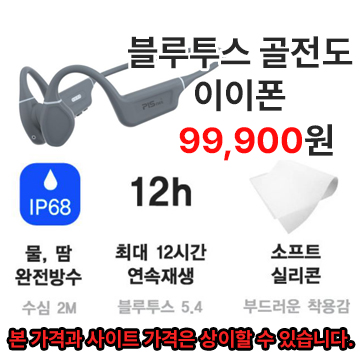 블루투스 골전도
이이폰
99,900원
IP68
12h
물, 땀
완전방수
최대 12시간
연속재생
소프트
실리콘
수심 2M
블루투스 5.4
부드러운 착용감
본 가격과 사이트 가격은 상이할 수 있습니다.